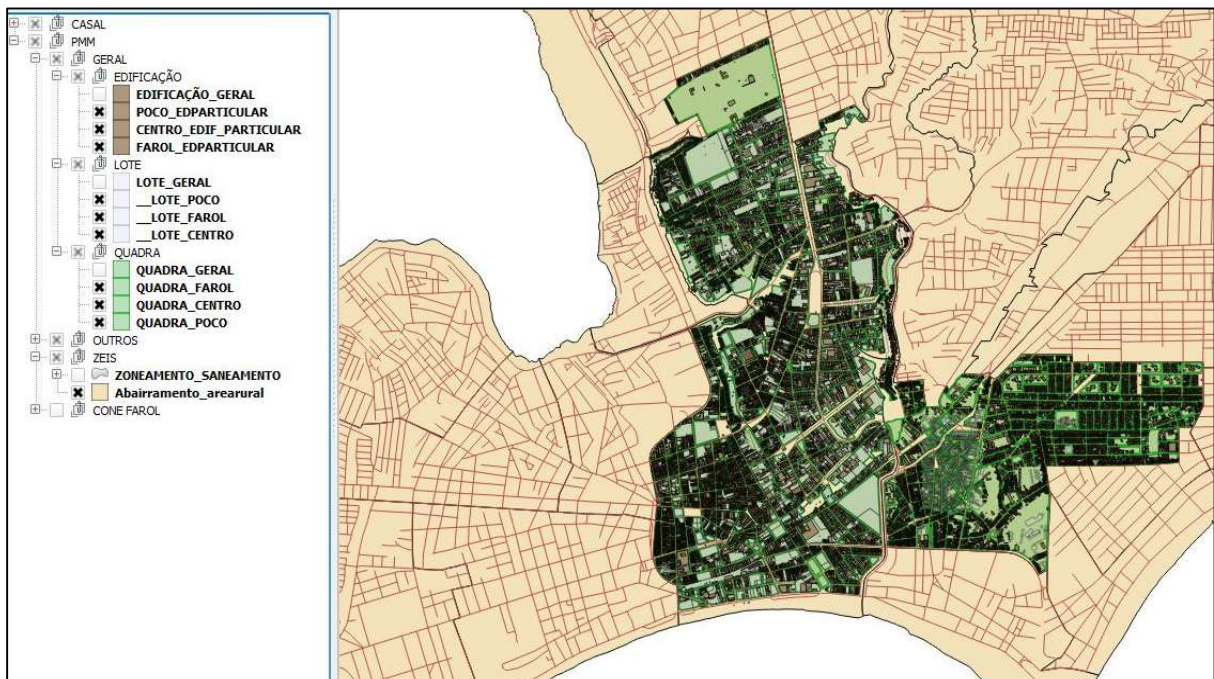 CASAL
PMM
GERAL
EDIFICAÇÃO
EDIFICAÇÃO_GERAL
POCO_EDPARTICULAR
CENTRO_EDIF_PARTICULAR
FAROL_EDPARTICULAR
LOTE
LOTE_GERAL
__LOTE_POCO
__LOTE_FAROL
__LOTE_CENTRO
QUADRA
QUADRA_GERAL
QUADRA_FAROL
QUADRA_CENTRO
QUADRA_POCO
OUTROS
ZEIS
ZONEAMENTO_SANEAMENTO
Abairramento_arearural
CONE FAROL